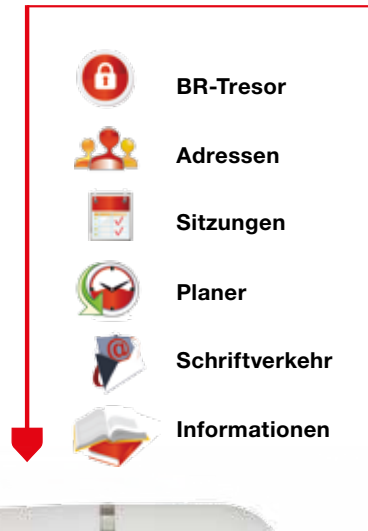 BR-Tresor
Adressen
Sitzungen
Planer
@
Schriftverkehr
Informationen